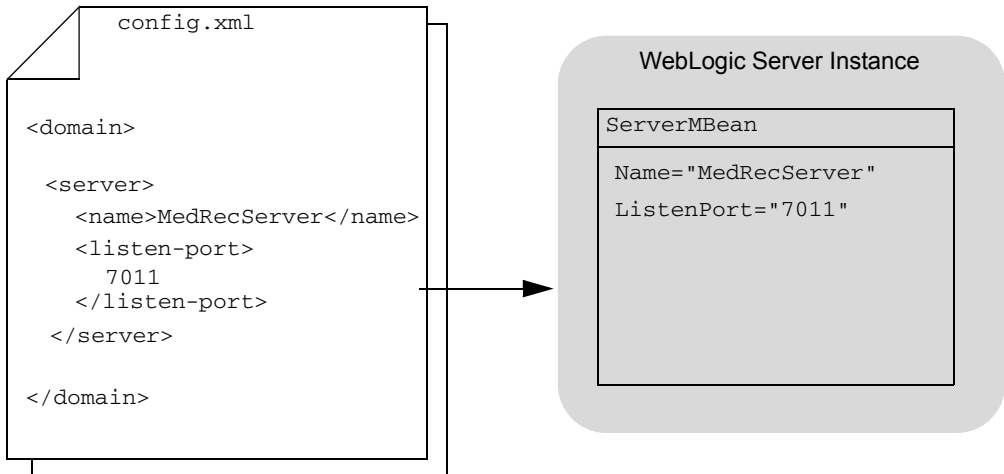 config.xml
<domain>
<server>
<name>MedRecServer</name>
<listen-port>
7011
</listen-port>
</server>
</domain>
WebLogic Server Instance
ServerMBean
Name="MedRecServer"
ListenPort="7011"